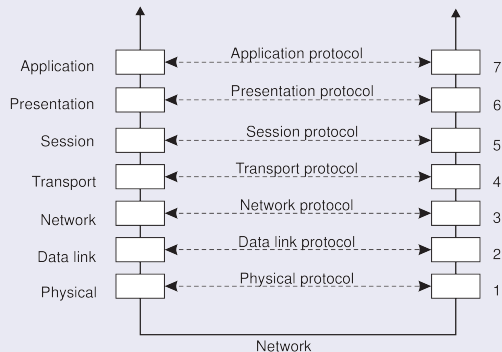 Application Application protocol 7
Presentation Presentation protocol 6
Session Session protocol 5
Transport Transport protocol 4
Network Network protocol 3
Data link Data link protocol 2
Physical Physical protocol 1
Network